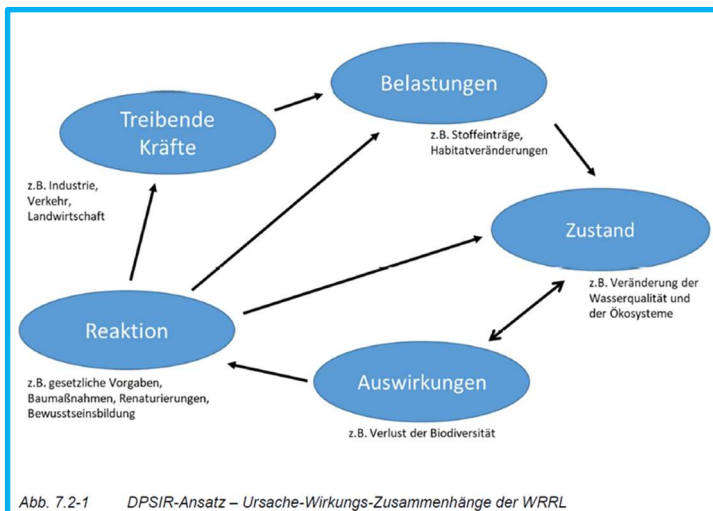 Belastungen
z.B. Stoffeinträge,
Habitatveränderungen
Treibende
Kräfte
z.B. Industrie,
Verkehr,
Landwirtschaft
Zustand
z.B. Veränderung der
Wasserqualität und
der Ökosysteme
Reaktion
z.B. gesetzliche Vorgaben,
Baumaßnahmen, Renaturierungen,
Bewusstseinsbildung
Auswirkungen
z.B. Verlust der Biodiversität
Abb. 7.2-1 DPSIR-Ansatz – Ursache-Wirkungs-Zusammenhänge der WRRL